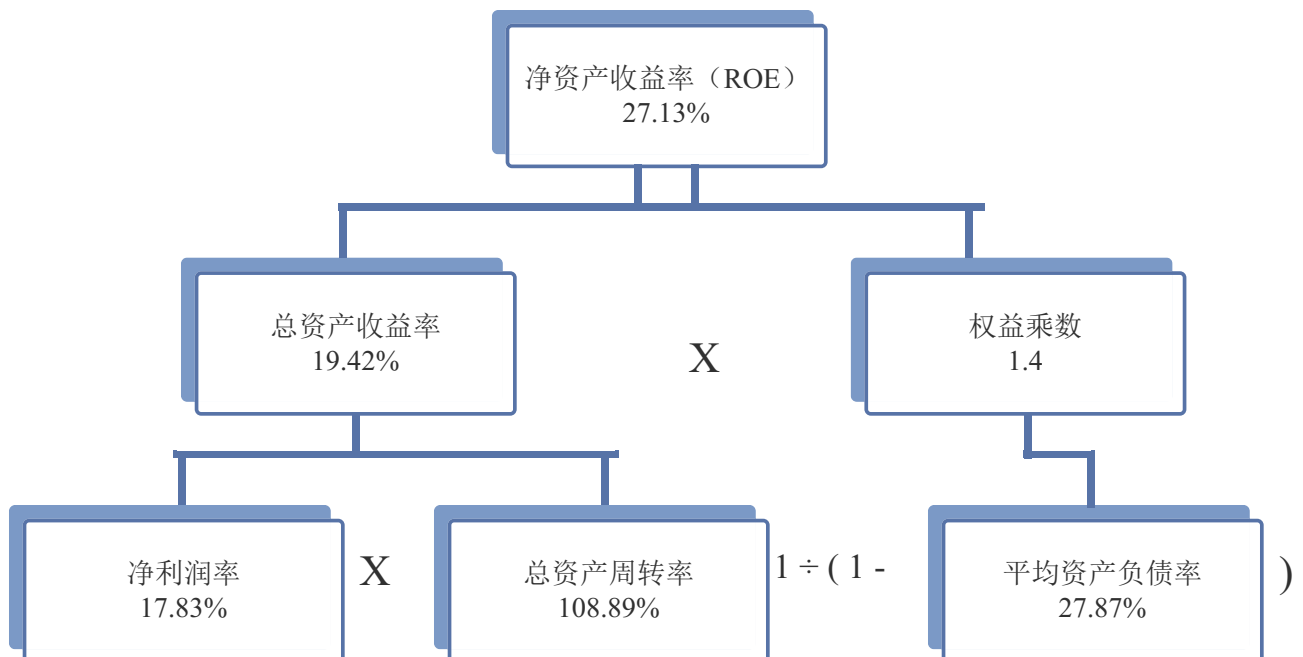 净资产收益率（ROE）
27.13%
总资产收益率
19.42%
X
权益乘数
1.4
净利润率
17.83%
X
总资产周转率
108.89%
1 ÷ ( 1 -
平均资产负债率
27.87%
)